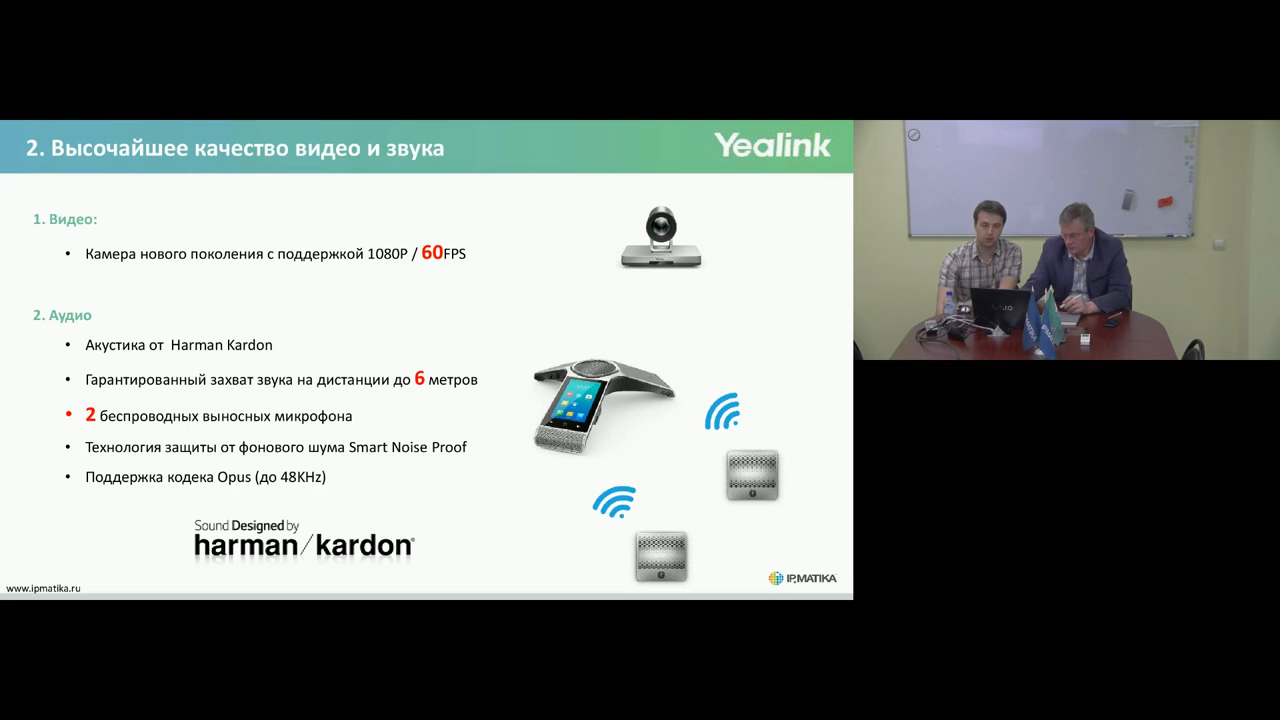 2. Высочайшее качество видео и звука
Yealink
1. Видео:
• Камера нового поколения с поддержкой 1080P / 60FPS
2. Аудио
• Акустика от Harman Kardon
• Гарантированный захват звука на дистанции до 6 метров
• 2 беспроводных выносных микрофона
• Технология защиты от фонового шума Smart Noise Proof
• Поддержка кодека Opus (до 48KHz)
Sound Designed by
harman/kardon®
www.ipmatika.ru
IPMATIKA